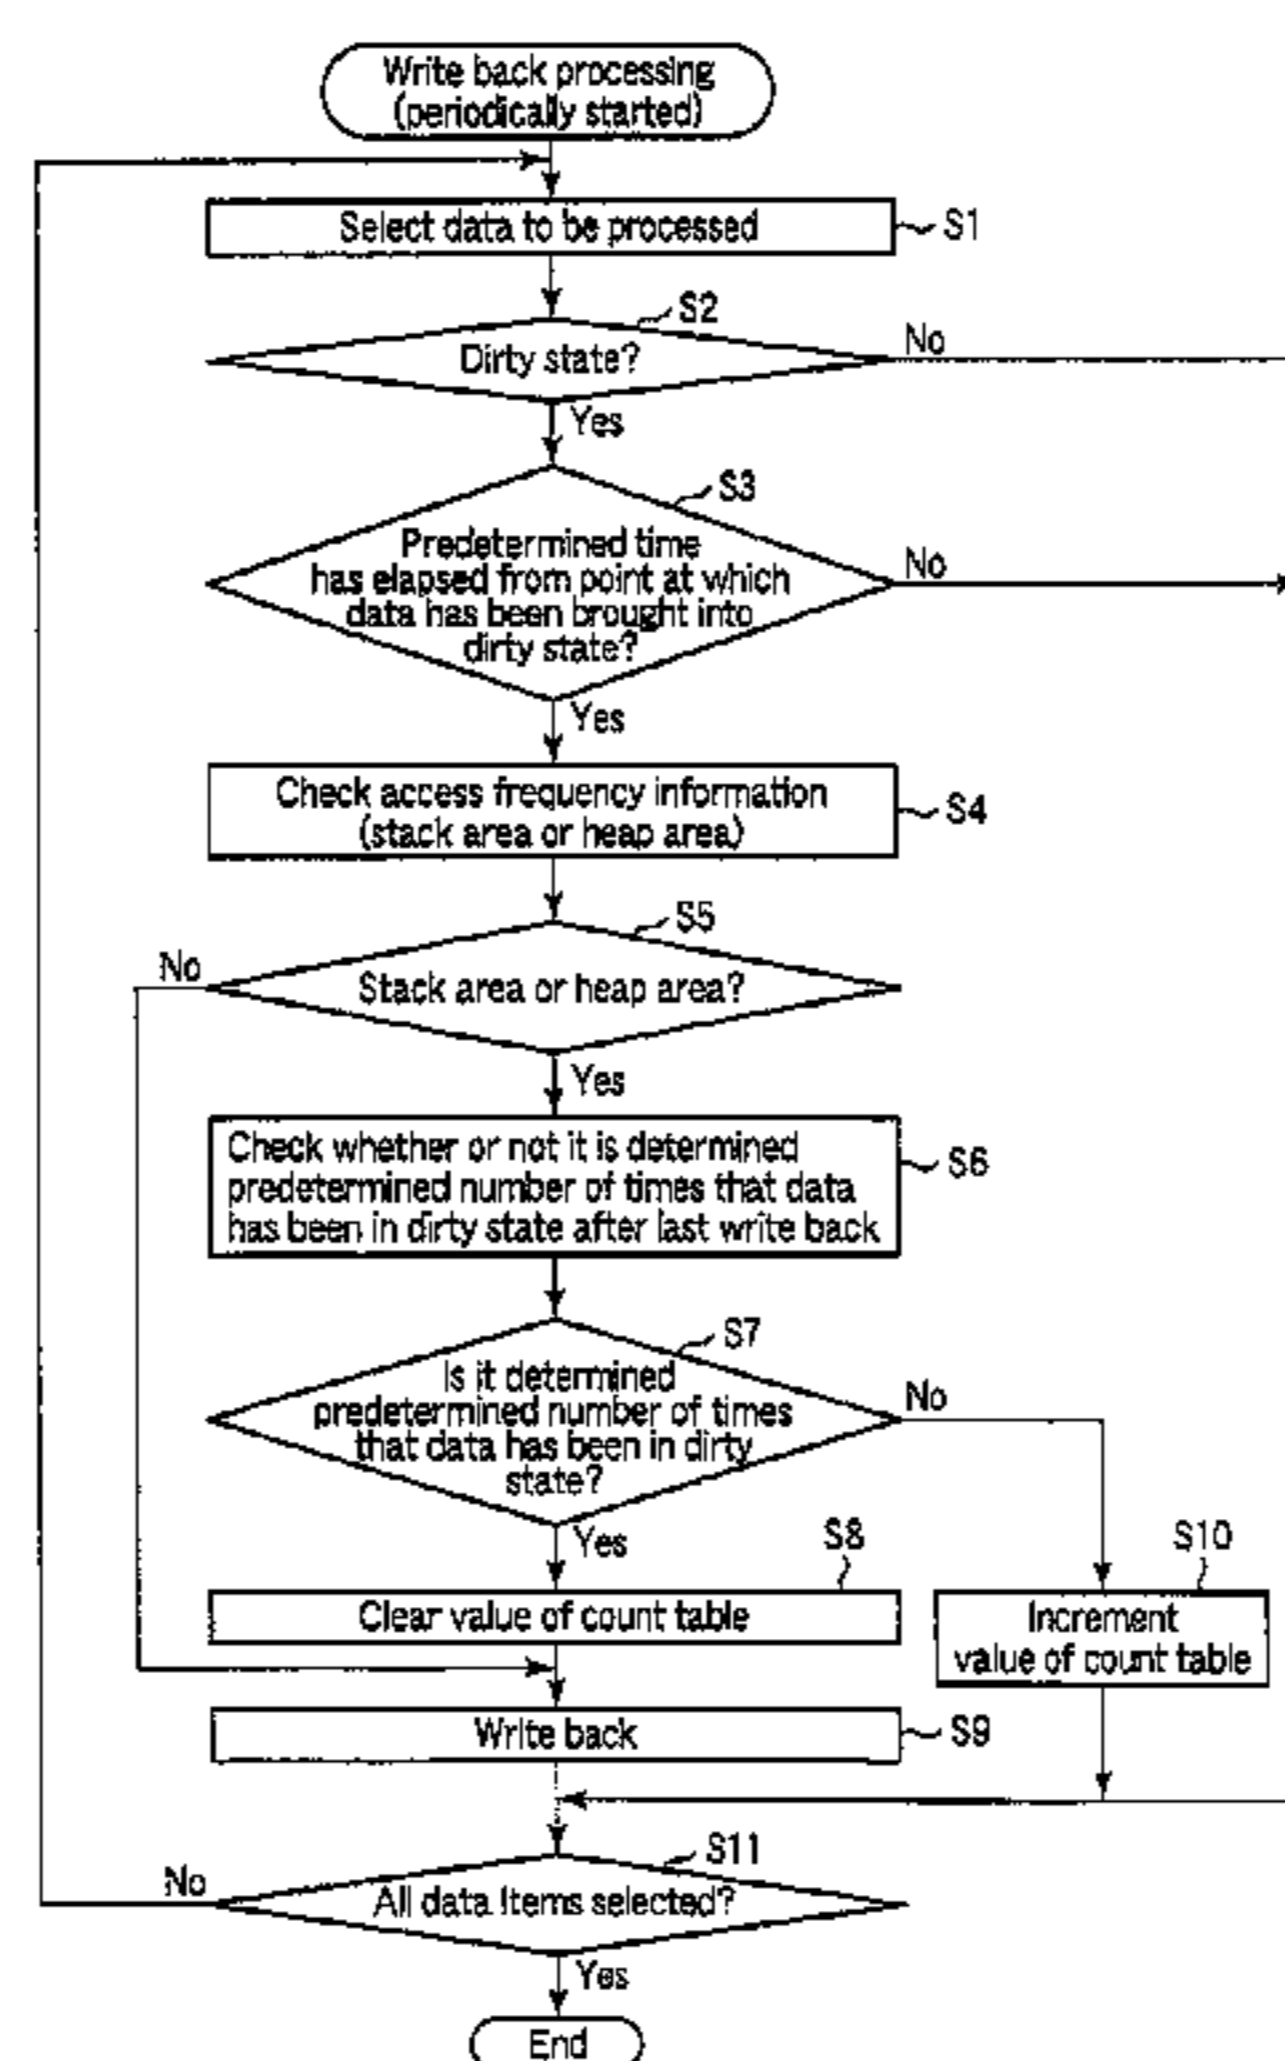 Write back processing
(periodically started)
Select data to be processed
S1
S2
Dirty state?
No
Yes
S3
Predetermined time
has elapsed from point at which
data has been brought into
dirty state?
No
Yes
Check access frequency information
(stack area or heap area)
S4
S5
No
Stack area or heap area?
Yes
Check whether or not it is determined
predetermined number of times that data
has been in dirty state after last write back
S6
S7
Is it determined
predetermined number of times
that data has been in dirty
state?
No
Yes
S8
S10
Clear value of count table
Increment
value of count table
Write back
S9
S11
No
All data items selected?
Yes
End